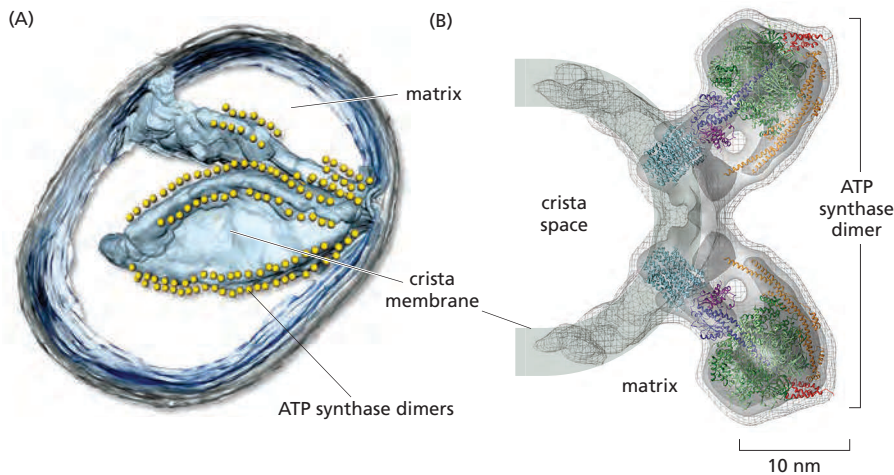 (A)
matrix
crista
membrane
ATP synthase dimers
(B)
crista
space
ATP
synthase
dimer
matrix
10 nm